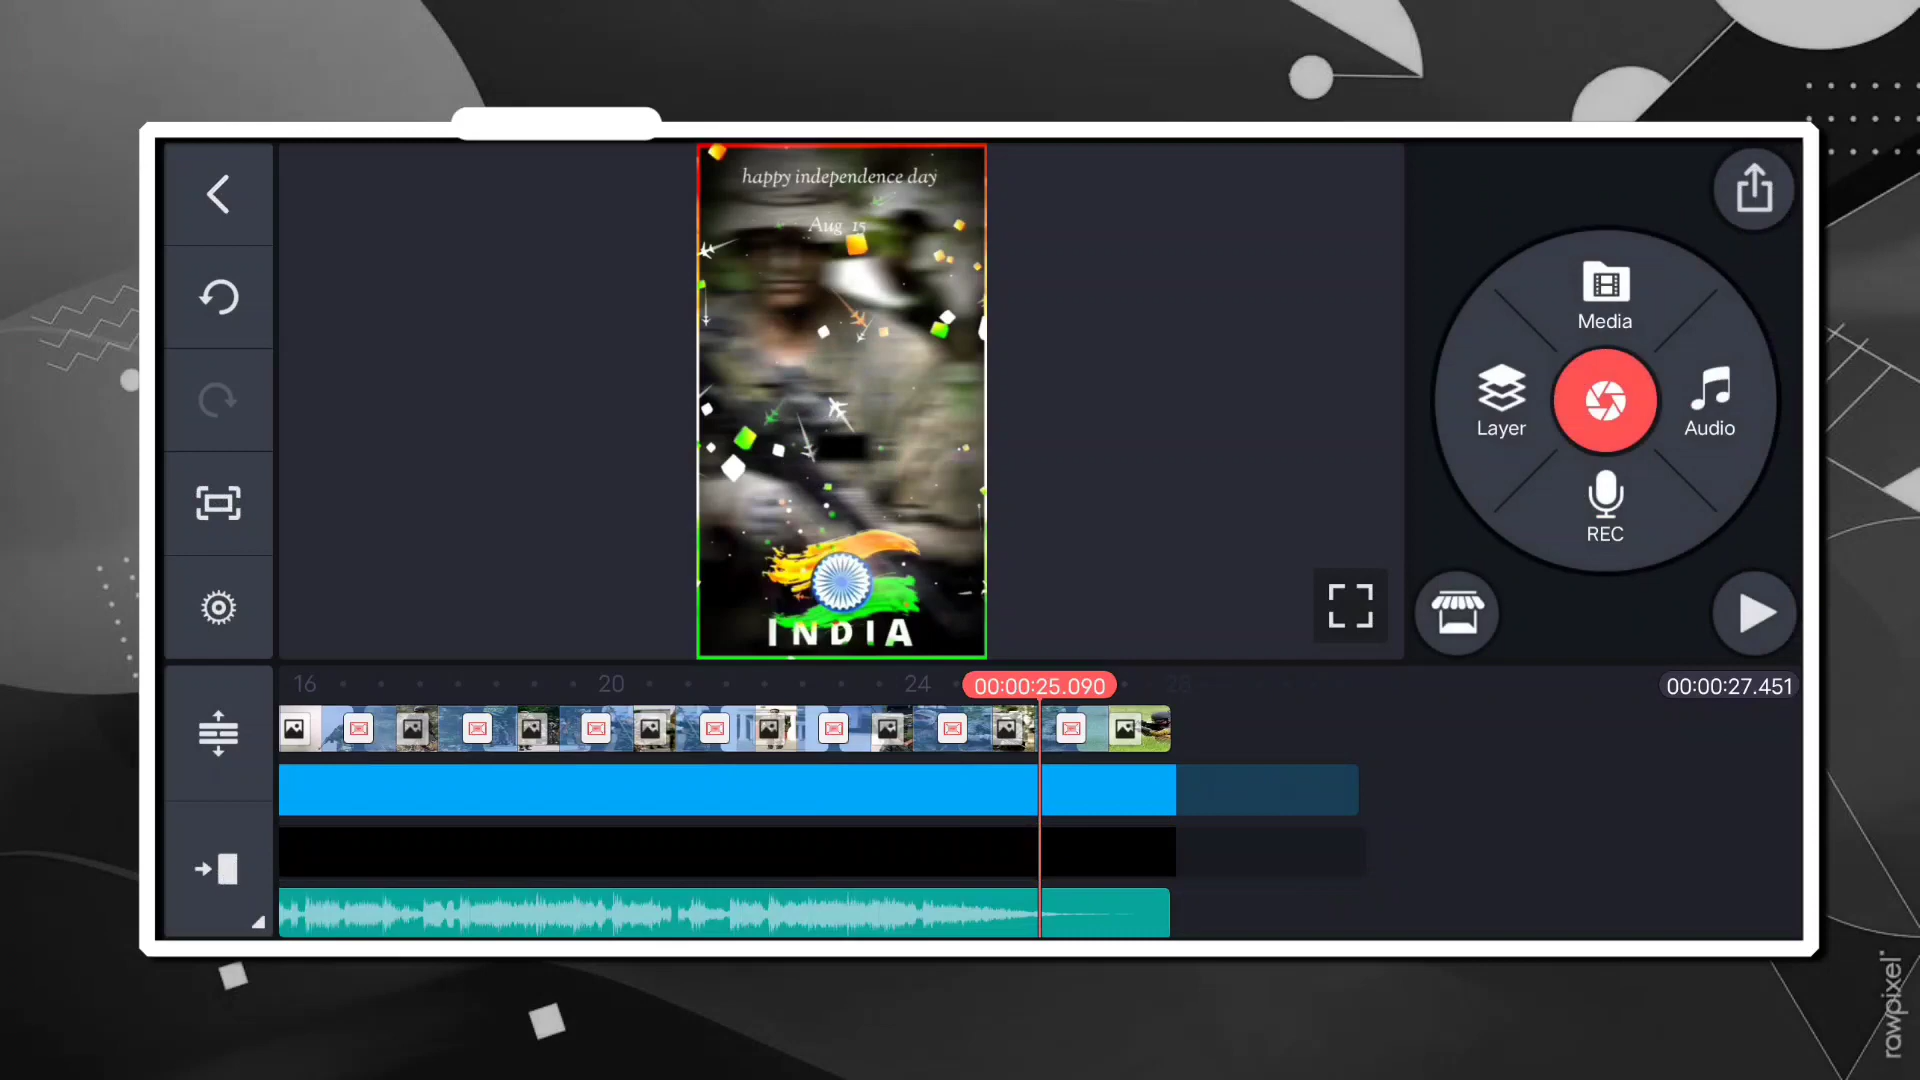 happy independence day
Aug 15
INDIA
Media
Layer
Audio
REC
16
20
24
00:00:25.090
28
00:00:27.451
rawpixel